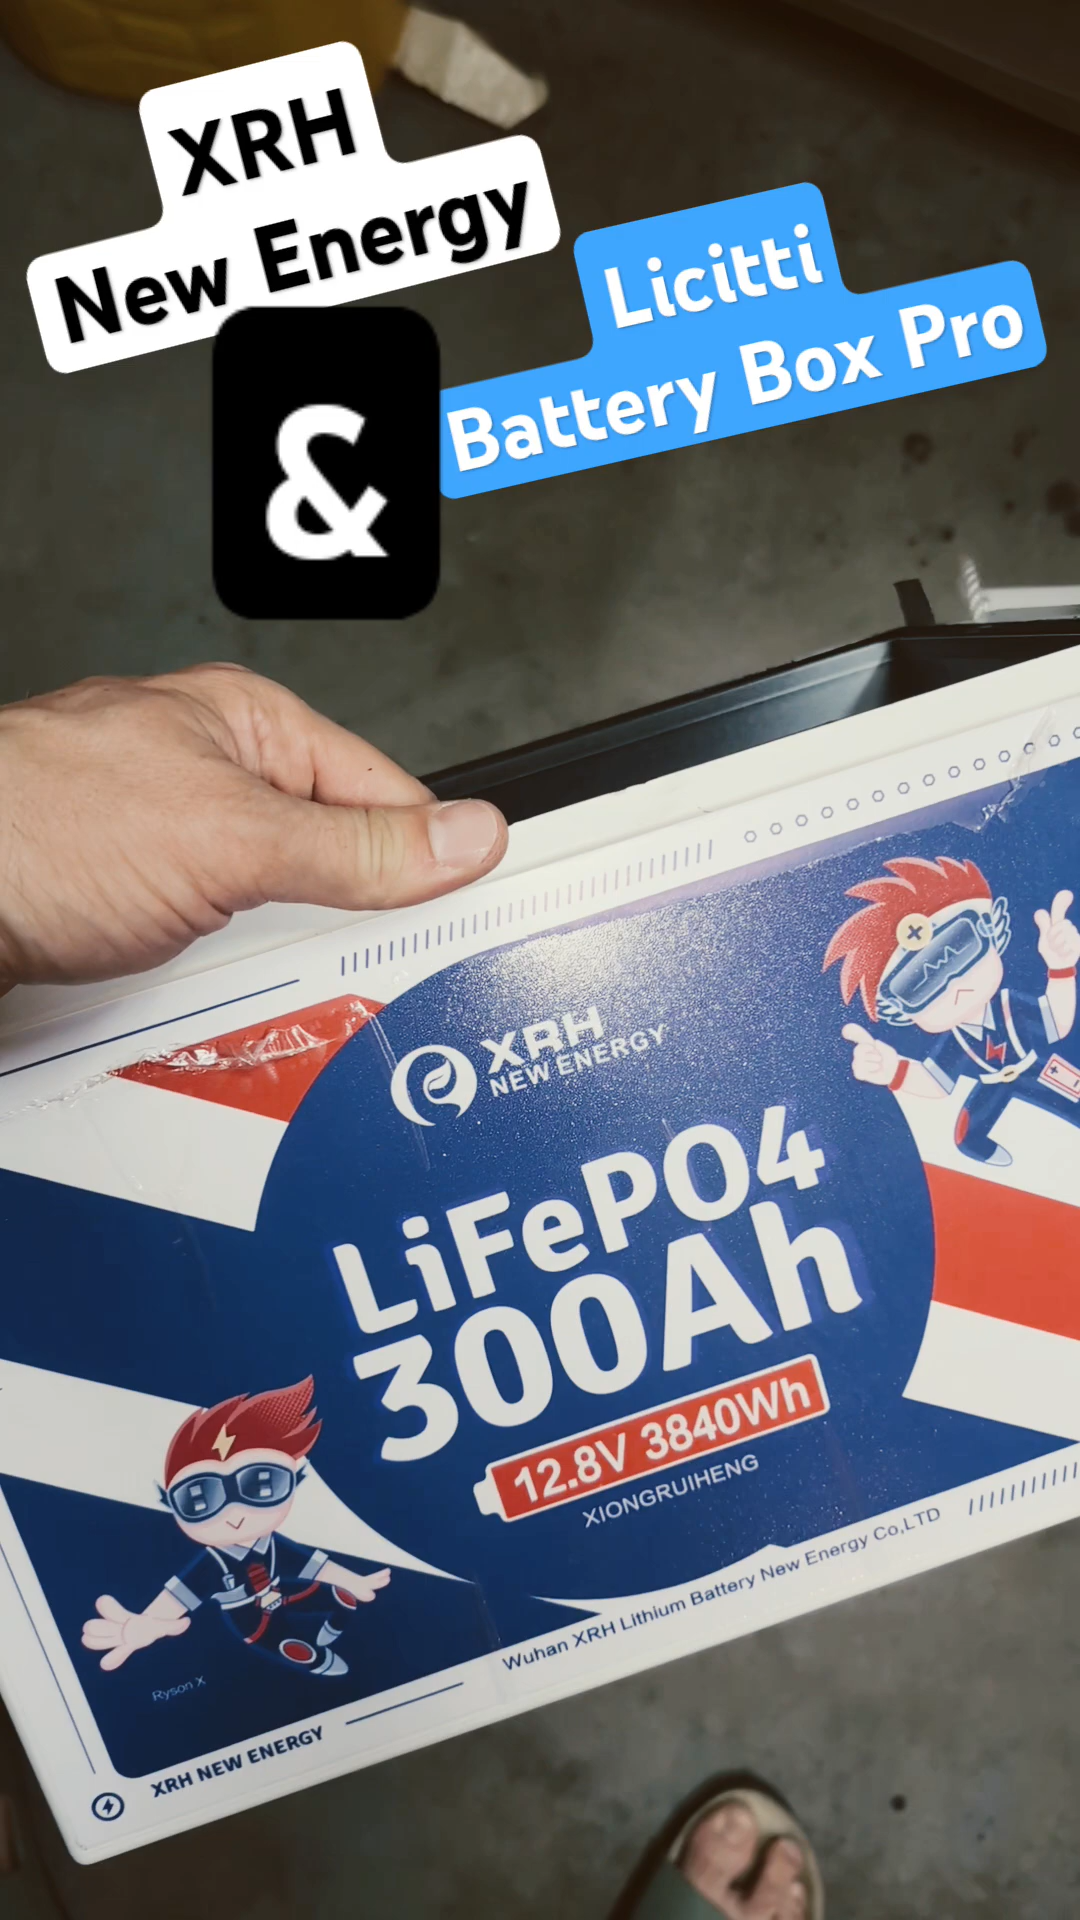 XRH
New Energy
&
Licitti
Battery Box Pro
XRH
NEW ENERGY
LiFePO4
300Ah
12.8V 3840Wh
XIONGRUIHENG
Wuhan XRH Lithium Battery New Energy Co,LTD
Ryson X
XRH NEW ENERGY